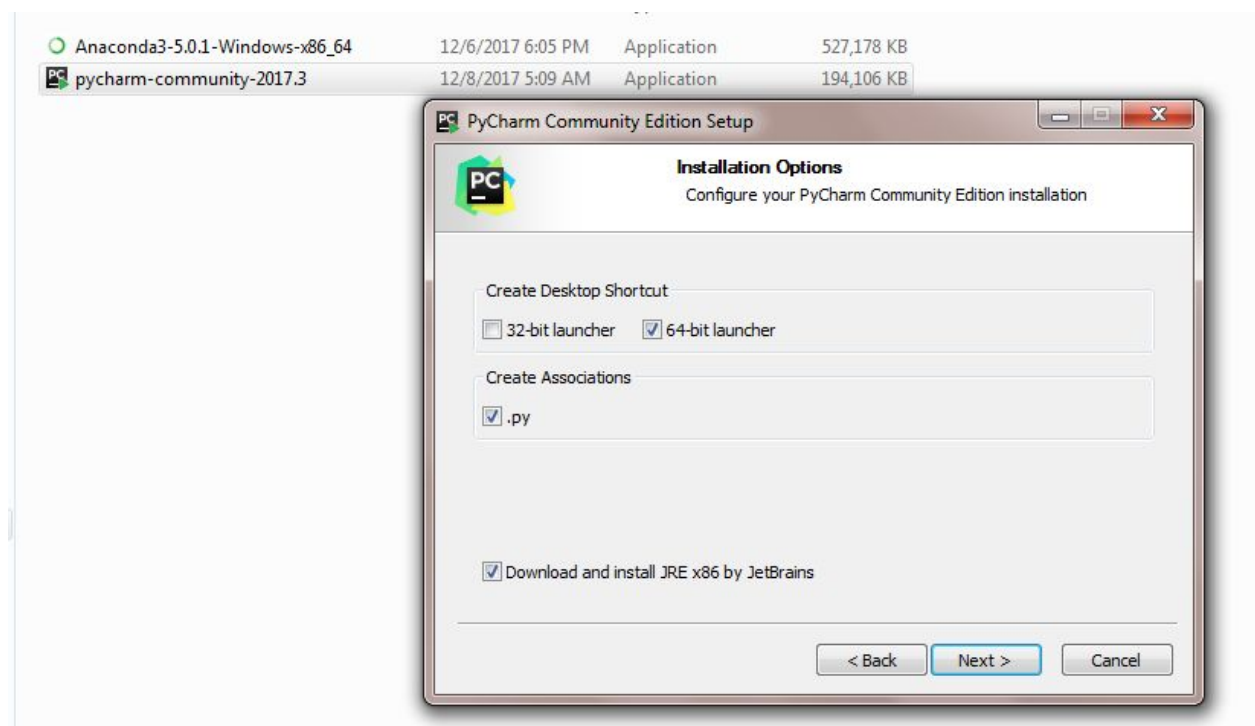 Anaconda3-5.0.1-Windows-x86_64 12/6/2017 6:05 PM Application 527,178 KB
PC pycharm-community-2017.3 12/8/2017 5:09 AM Application 194,106 KB
PC PyCharm Community Edition Setup
PC
Installation Options
Configure your PyCharm Community Edition installation
Create Desktop Shortcut
32-bit launcher 64-bit launcher
Create Associations
.py
Download and install JRE x86 by JetBrains
< Back Next > Cancel